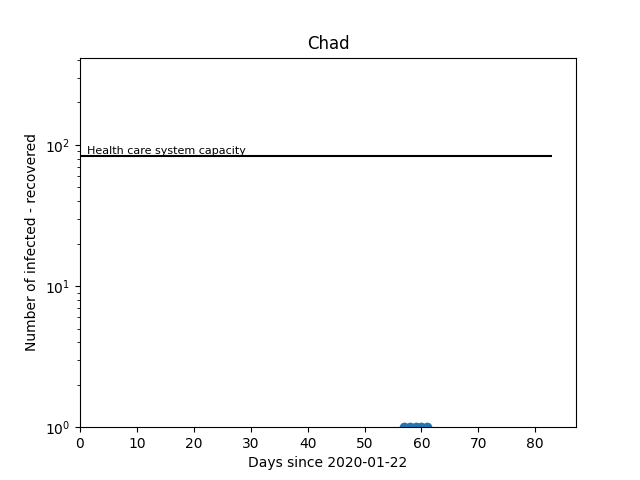 Chad
Number of infected - recovered
10²
Health care system capacity
10¹
10⁰
0 10 20 30 40 50 60 70 80
Days since 2020-01-22